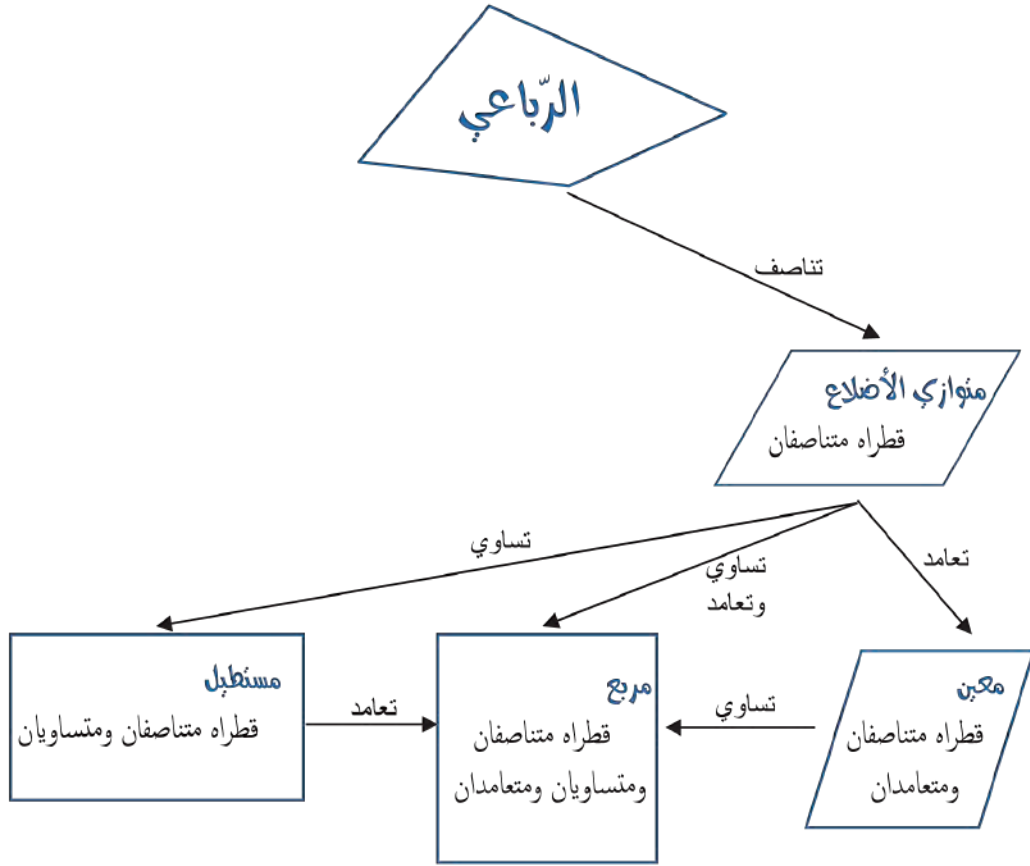 الرّباعي
تناصف
متوازي الأضلاع
قطراه متناصفان
تعامد
تساوي
وتعامد
تساوي
معين
قطراه متناصفان
ومتعامدان
تساوي
مربع
قطراه متناصفان
ومتساويان ومتعامدان
تعامد
مستطيل
قطراه متناصفان ومتساويان